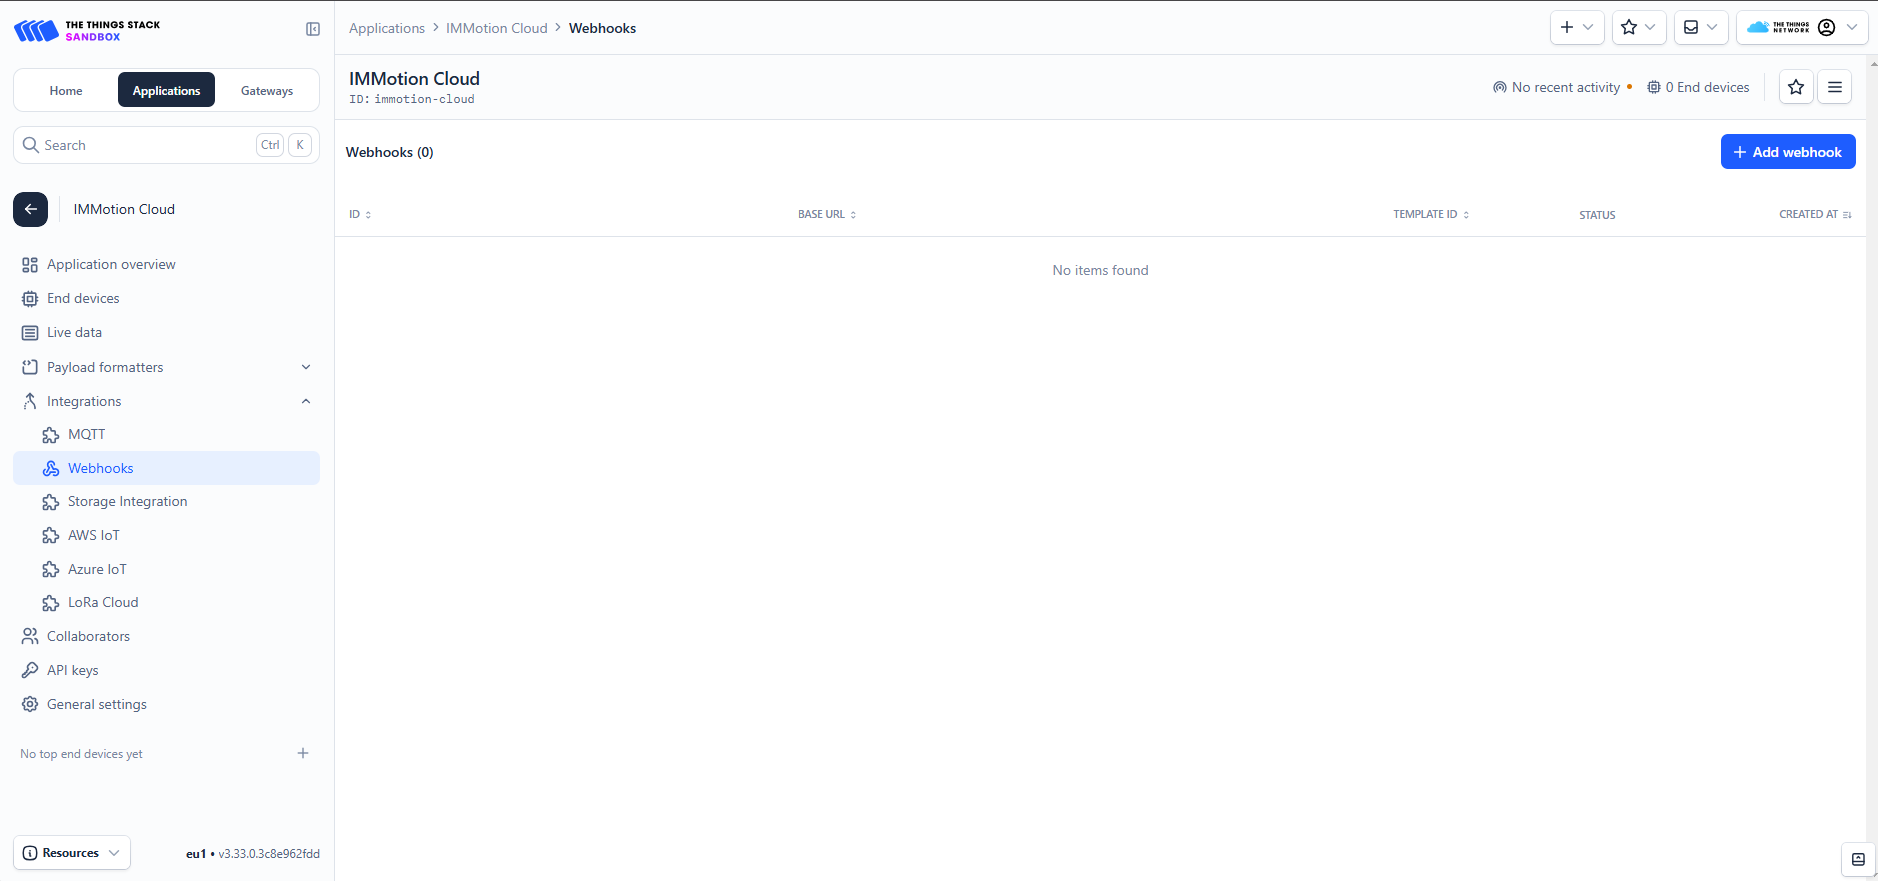 THE THINGS STACK
SANDBOX
Home
Applications
Gateways
Search
Ctrl
K
IMMotion Cloud
Application overview
End devices
Live data
Payload formatters
Integrations
MQTT
Webhooks
Storage Integration
AWS IoT
Azure IoT
LoRa Cloud
Collaborators
API keys
General settings
No top end devices yet
Resources
eu1 • v3.33.0.3c8e962fdd
Applications > IMMotion Cloud > Webhooks
THE THINGS
NETWORK
IMMotion Cloud
ID: immotion-cloud
No recent activity
0 End devices
Webhooks (0)
Add webhook
ID
BASE URL
TEMPLATE ID
STATUS
CREATED AT
No items found